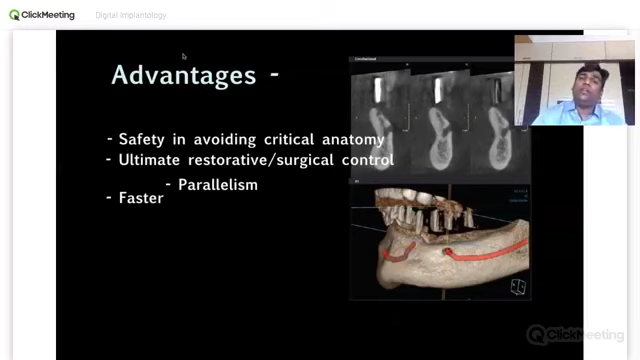 ClickMeeting
Digital Implantology
Advantages -
- Safety in avoiding critical anatomy
- Ultimate restorative/surgical control
- Parallelism
- Faster
ClickMeeting